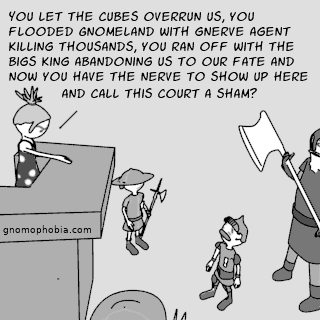 YOU LET THE CUBES OVERRUN US, YOU
FLOODED GNOMELAND WITH GNERVE AGENT
KILLING THOUSANDS, YOU RAN OFF WITH THE
BIGS KING ABANDONING US TO OUR FATE AND
NOW YOU HAVE THE NERVE TO SHOW UP HERE
AND CALL THIS COURT A SHAM?
gnomophobia.com